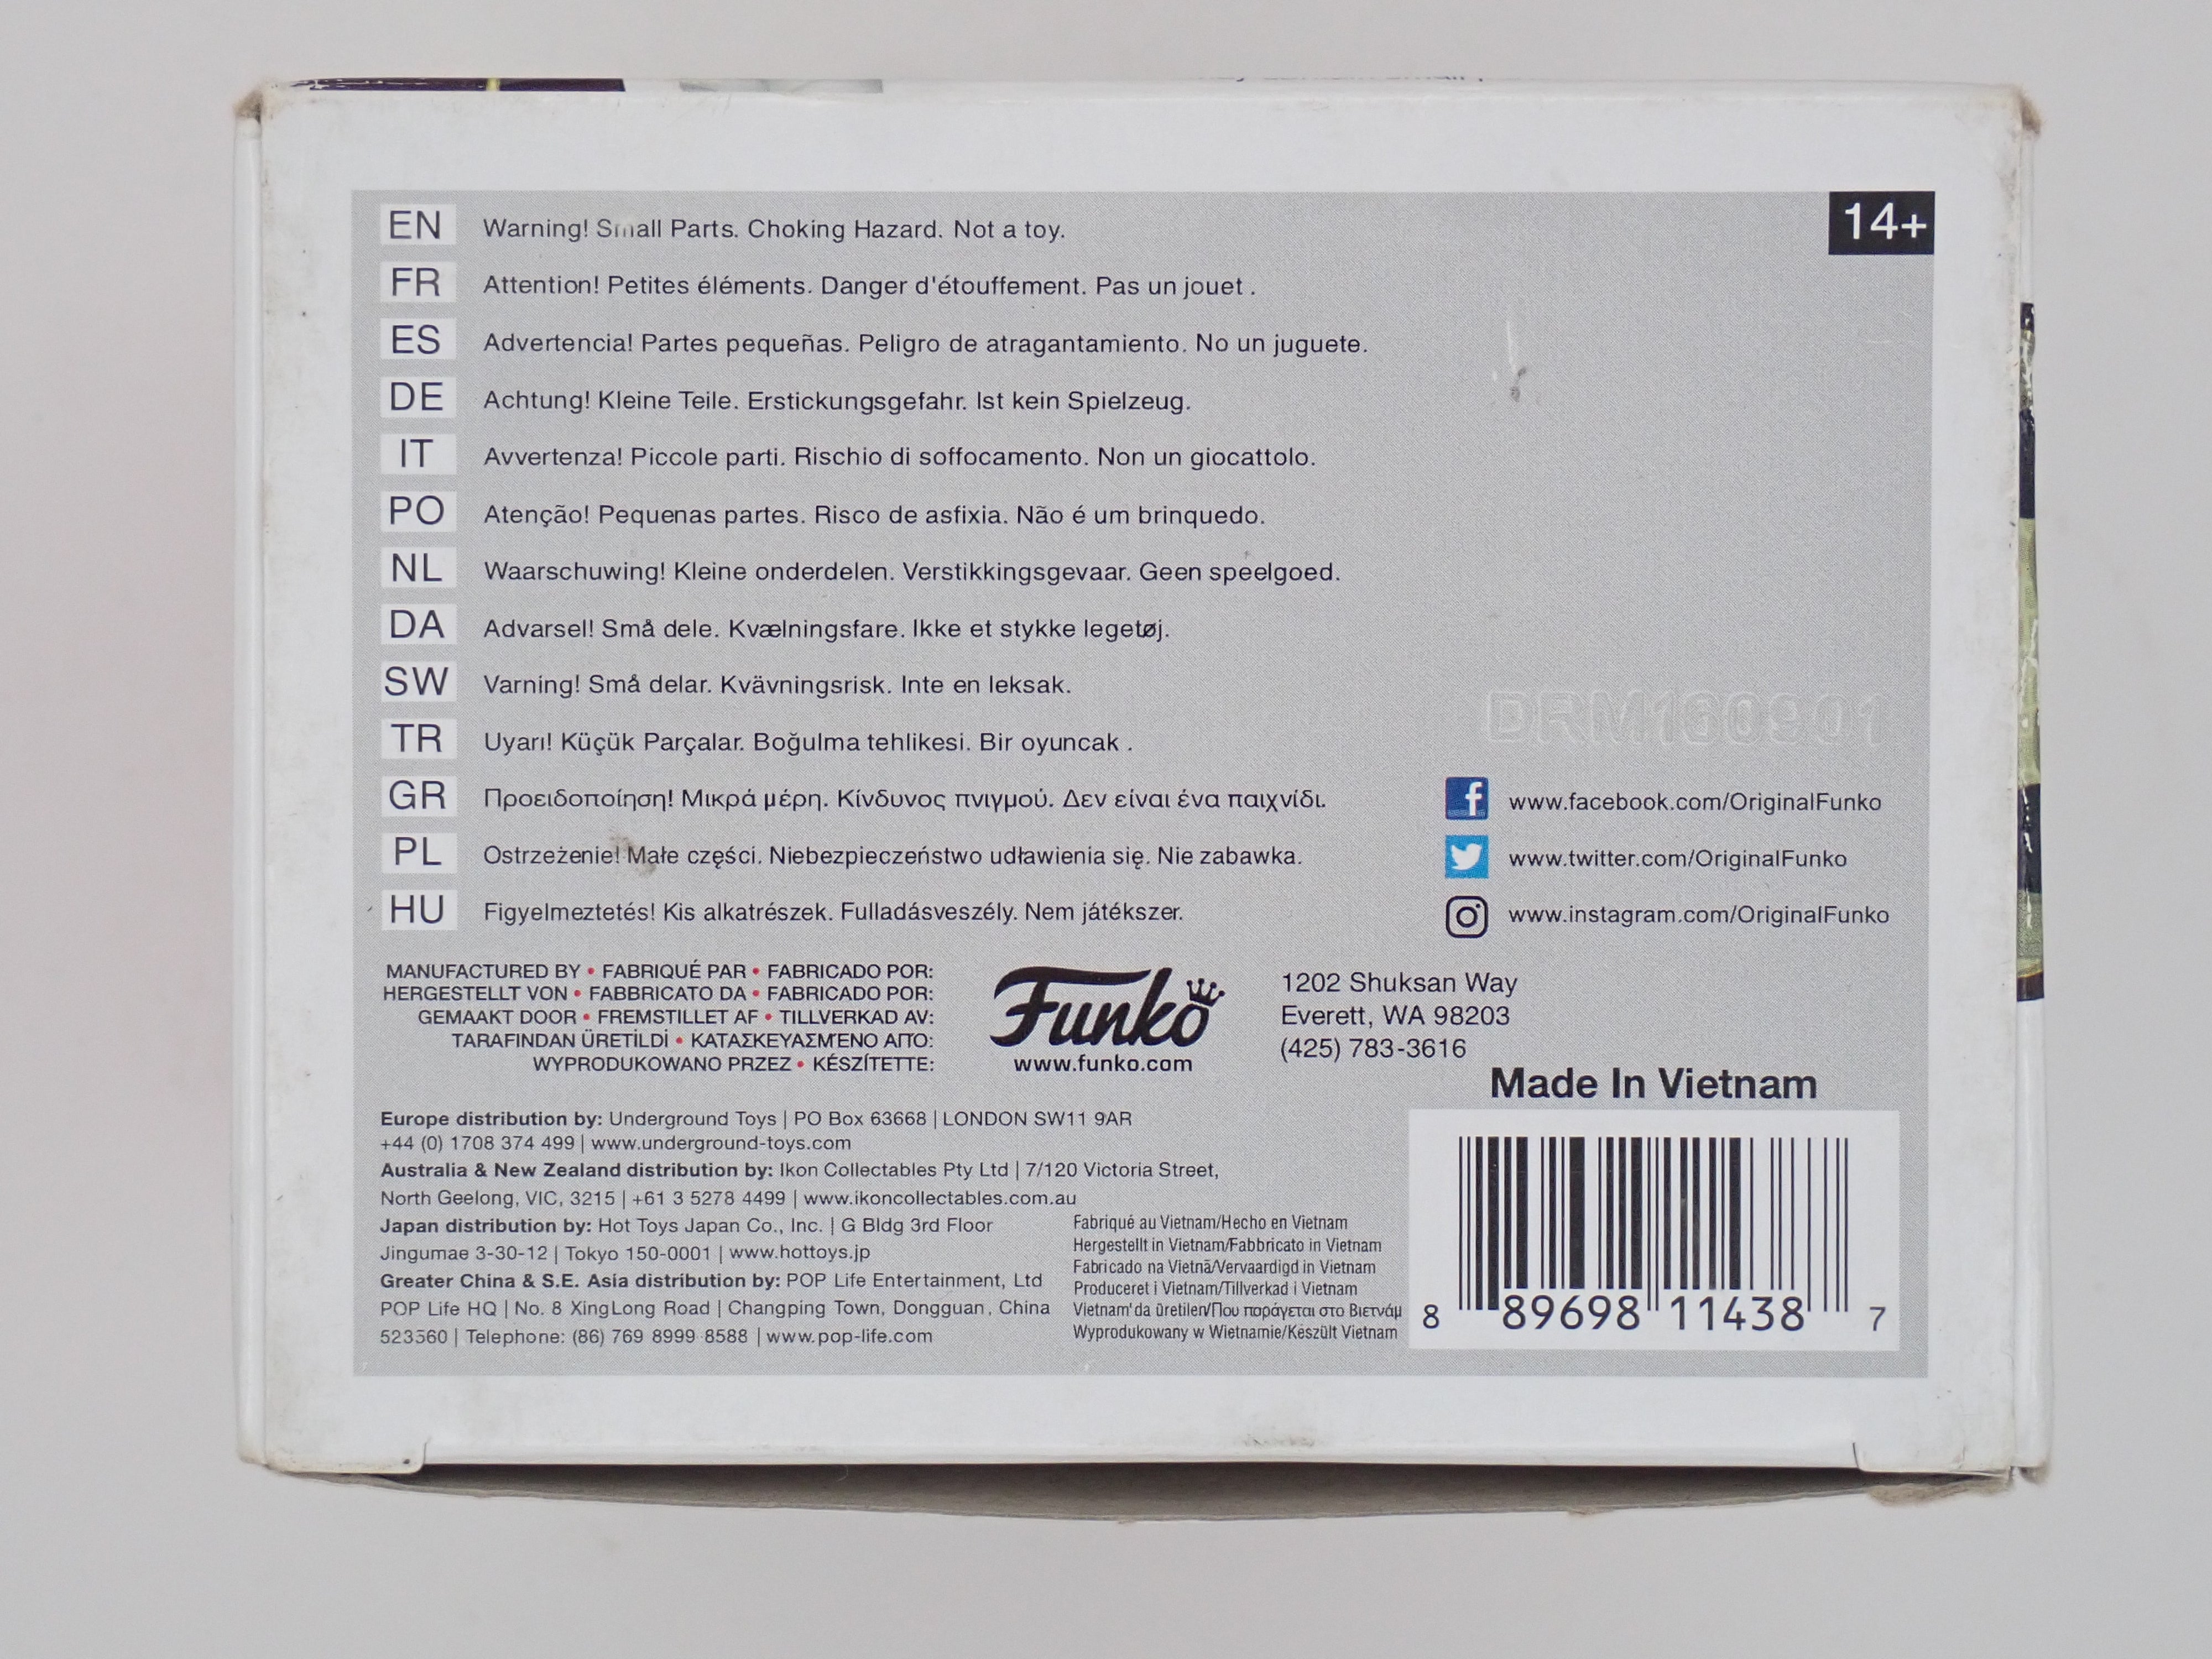 EN Warning! Small Parts. Choking Hazard. Not a toy.
14+
FR Attention! Petites éléments. Danger d'étouffement. Pas un jouet .
ES Advertencia! Partes pequeñas. Peligro de atragantamiento. No un juguete.
DE Achtung! Kleine Teile. Erstickungsgefahr. Ist kein Spielzeug.
IT Avvertenza! Piccole parti. Rischio di soffocamento. Non un giocattolo.
PO Atenção! Pequenas partes. Risco de asfixia. Não é um brinquedo.
NL Waarschuwing! Kleine onderdelen. Verstikkingsgevaar. Geen speelgoed.
DA Advarsel! Små dele. Kvælningsfare. Ikke et stykke legetøj.
SW Varning! Små delar. Kvävningsrisk. Inte en leksak.
TR Uyarı! Küçük Parçalar. Boğulma tehlikesi. Bir oyuncak .
GR Προειδοποίηση! Μικρά μέρη. Κίνδυνος πνιγμού. Δεν είναι ένα παιχνίδι.
PL Ostrzeżenie! Małe części. Niebezpieczeństwo udławienia się. Nie zabawka.
HU Figyelmeztetés! Kis alkatrészek. Fulladásveszély. Nem játékszer.
DRM160901
www.facebook.com/OriginalFunko
www.twitter.com/OriginalFunko
www.instagram.com/OriginalFunko
MANUFACTURED BY • FABRIQUÉ PAR • FABRICADO POR:
HERGESTELLT VON • FABBRICATO DA • FABRICADO POR:
GEMAAKT DOOR • FREMSTILLET AF • TILLVERKAD AV:
TARAFINDAN ÜRETİLDİ • ΚΑΤΑΣΚΕΥΑΣΜΈΝΟ ΑΠΌ:
WYPRODUKOWANO PRZEZ • KÉSZÍTETTE:
Funko
www.funko.com
1202 Shuksan Way
Everett, WA 98203
(425) 783-3616
Made In Vietnam
Europe distribution by: Underground Toys | PO Box 63668 | LONDON SW11 9AR
+44 (0) 1708 374 499 | www.underground-toys.com
Australia & New Zealand distribution by: Ikon Collectables Pty Ltd | 7/120 Victoria Street,
North Geelong, VIC, 3215 | +61 3 5278 4499 | www.ikoncollectables.com.au
Japan distribution by: Hot Toys Japan Co., Inc. | G Bldg 3rd Floor
Jingumae 3-30-12 | Tokyo 150-0001 | www.hottoys.jp
Greater China & S.E. Asia distribution by: POP Life Entertainment, Ltd
POP Life HQ | No. 8 XingLong Road | Changping Town, Dongguan, China
523560 | Telephone: (86) 769 8999 8588 | www.pop-life.com
Fabriqué au Vietnam/Hecho en Vietnam
Hergestellt in Vietnam/Fabbricato in Vietnam
Fabricado na Vietnã/Vervaardigd in Vietnam
Produceret i Vietnam/Tillverkad i Vietnam
Vietnam'da üretilen/Που παράγεται στο Βιετνάμ
Wyprodukowany w Wietnamie/Készült Vietnam
8 89698 11438 7